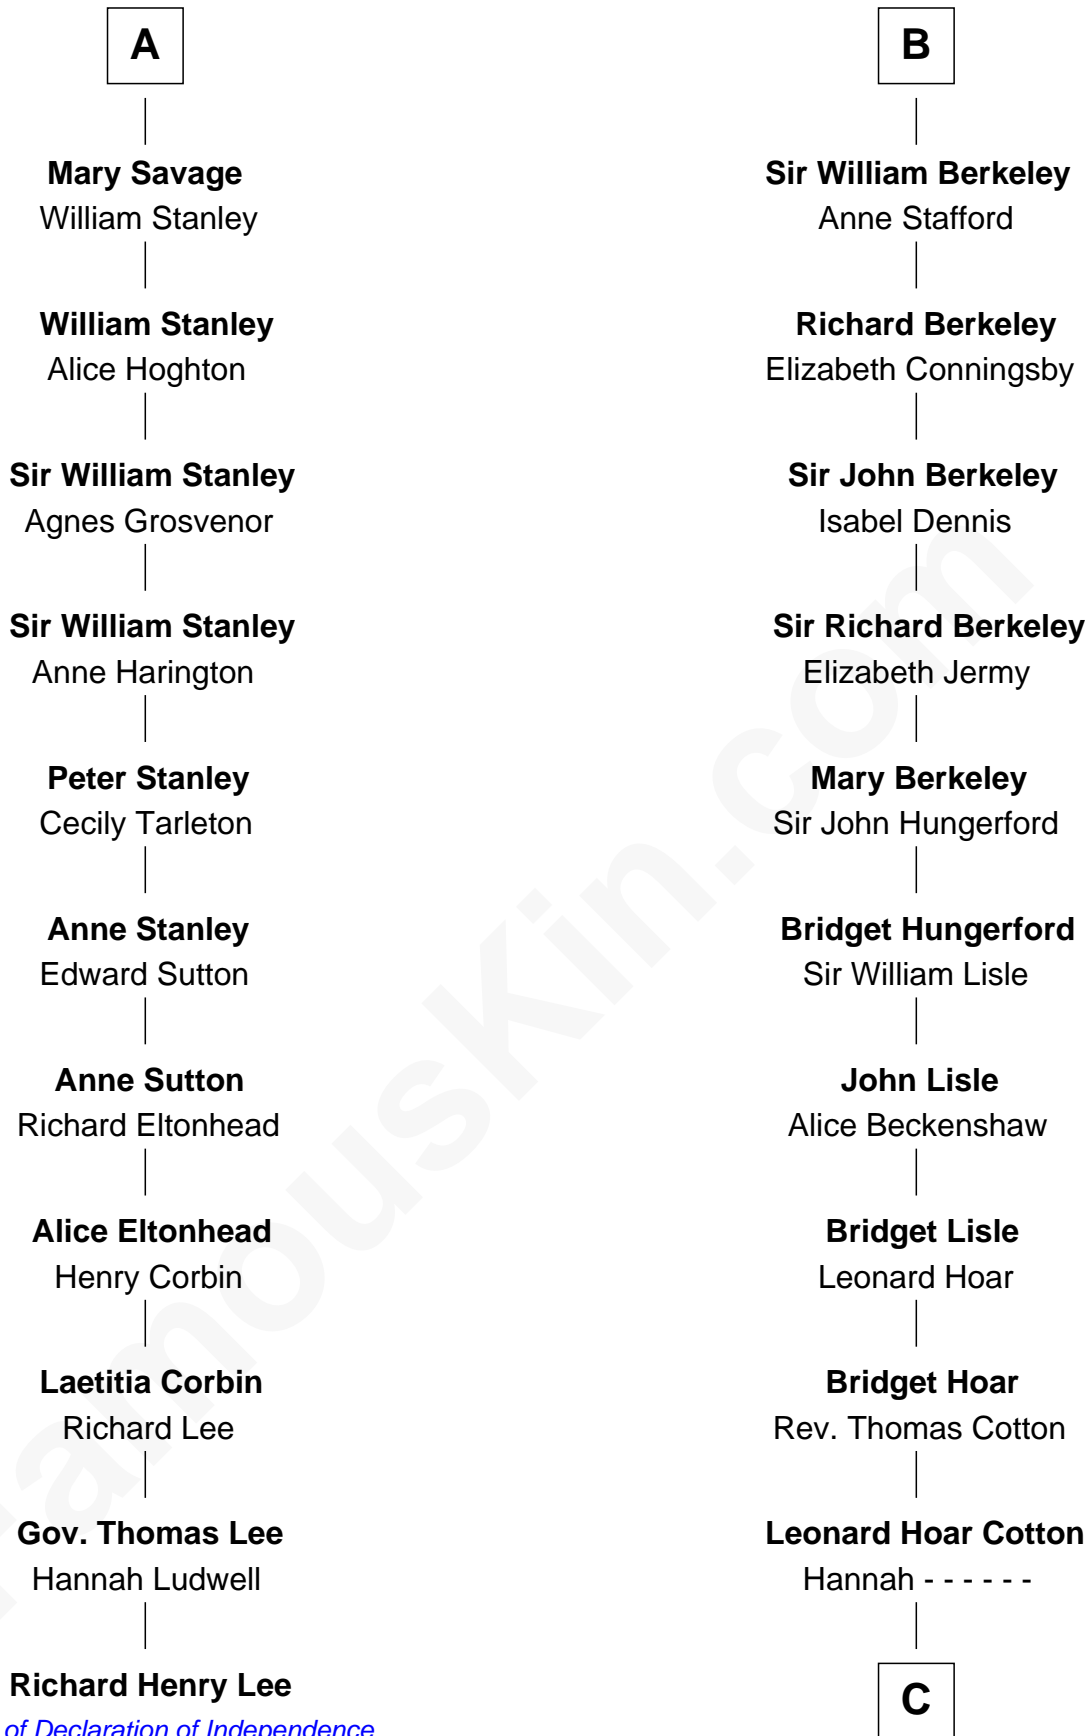 A
Mary Savage
William Stanley
William Stanley
Alice Hoghton
Sir William Stanley
Agnes Grosvenor
Sir William Stanley
Anne Harington
Peter Stanley
Cecily Tarleton
Anne Stanley
Edward Sutton
Anne Sutton
Richard Eltonhead
Alice Eltonhead
Henry Corbin
Laetitia Corbin
Richard Lee
Gov. Thomas Lee
Hannah Ludwell
Richard Henry Lee
of Declaration of Independence
B
Sir William Berkeley
Anne Stafford
Richard Berkeley
Elizabeth Conningsby
Sir John Berkeley
Isabel Dennis
Sir Richard Berkeley
Elizabeth Jermy
Mary Berkeley
Sir John Hungerford
Bridget Hungerford
Sir William Lisle
John Lisle
Alice Beckenshaw
Bridget Lisle
Leonard Hoar
Bridget Hoar
Rev. Thomas Cotton
Leonard Hoar Cotton
Hannah - - - - - -
C
FamousKin.com